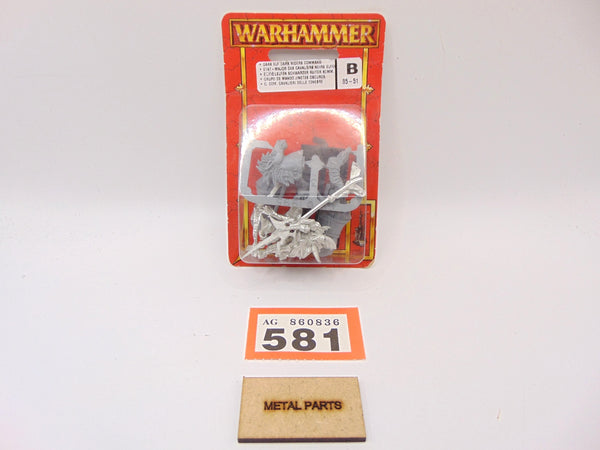 WARHAMMER
• DARK ELF DARK RIDERS COMMAND
B
85-51
AG 860836
581
METAL PARTS